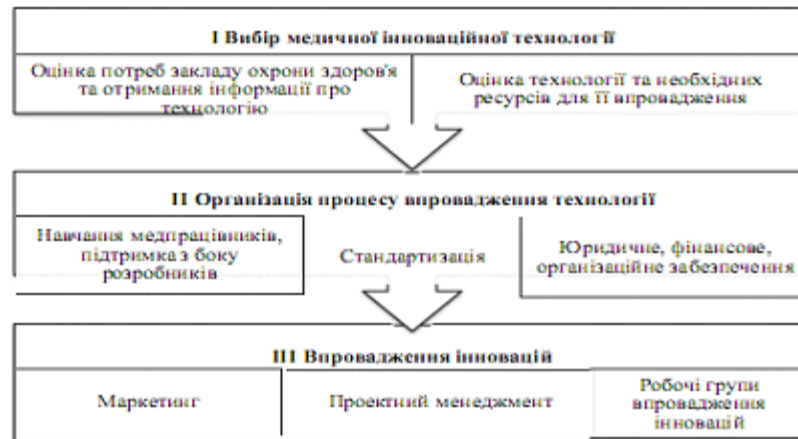 I Вибір медичної інноваційної технології
Оцінка потреб закладу охрони здоров'я
та отримання інформації про
технологію
Оцінка технології та необхідних
ресурсів для її впровадження
II Організація процесу впровадження технології
Навчання медпрацівників,
підтримка з боку
розробників
Стандартизація
Юридичне, фінансове,
організаційне забезпечення
III Впровадження інновацій
Маркетинг
Проектний менеджмент
Робочі групи
впровадження
інновацій